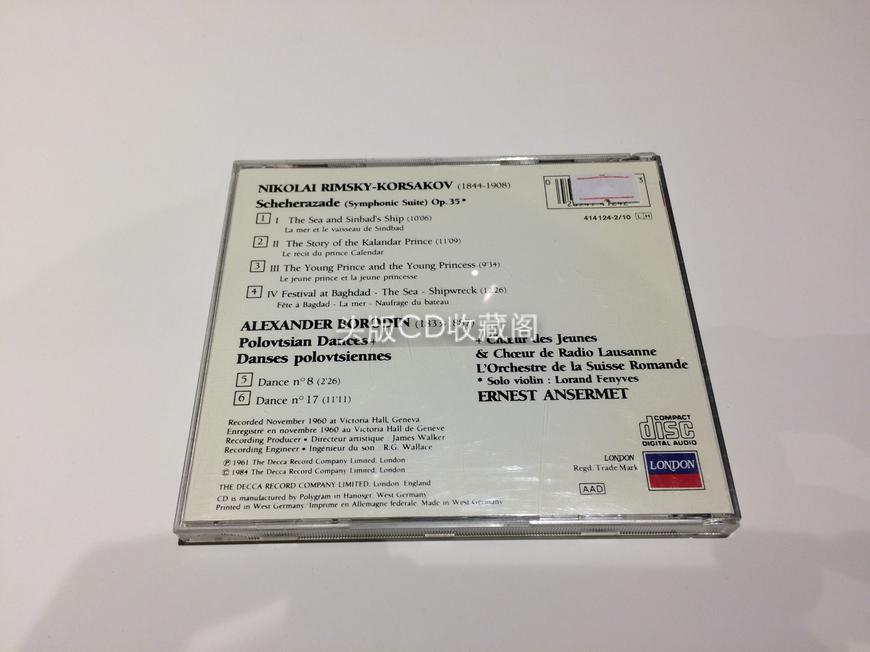 NIKOLAI RIMSKY-KORSAKOV (1844-1908)
Scheherazade (Symphonic Suite) Op. 35*
1 I The Sea and Sinbad's Ship (10'06)
La mer et le vaisseau de Sindbad
2 II The Story of the Kalandar Prince (11'09)
Le récit du prince Calendar
3 III The Young Prince and the Young Princess (9'34)
Le jeune prince et la jeune princesse
4 IV Festival at Baghdad - The Sea - Shipwreck
Fête à Bagdad - La mer - Naufrage du bateau
ALEXANDER BORODIN
Polovtsian Dances+
Danses polovtsiennes
5 Dance n°8 (2'26)
6 Dance n°17 (11'11)
0
3
414 124-2/10 LH
头版CD收藏阁
+ Chœur des Jeunes
& Chœur de Radio Lausanne
L'Orchestre de la Suisse Romande
* Solo violin : Lorand Fenyves
ERNEST ANSERMET
Recorded November 1960 at Victoria Hall, Geneva
Enregistré en novembre 1960 au Victoria Hall de Genève
Recording Producer • Directeur artistique : James Walker
Recording Engineer • Ingénieur du son : R.G. Wallace
℗ 1961 The Decca Record Company Limited, London
© 1984 The Decca Record Company Limited, London
THE DECCA RECORD COMPANY LIMITED, London England
CD is manufactured by Polygram in Hanover, West Germany
Printed in West Germany / Imprimé en Allemagne fédérale. Made in West Germany
COMPACT
disc
DIGITAL AUDIO
LONDON
Regd. Trade Mark
LONDON
AAD